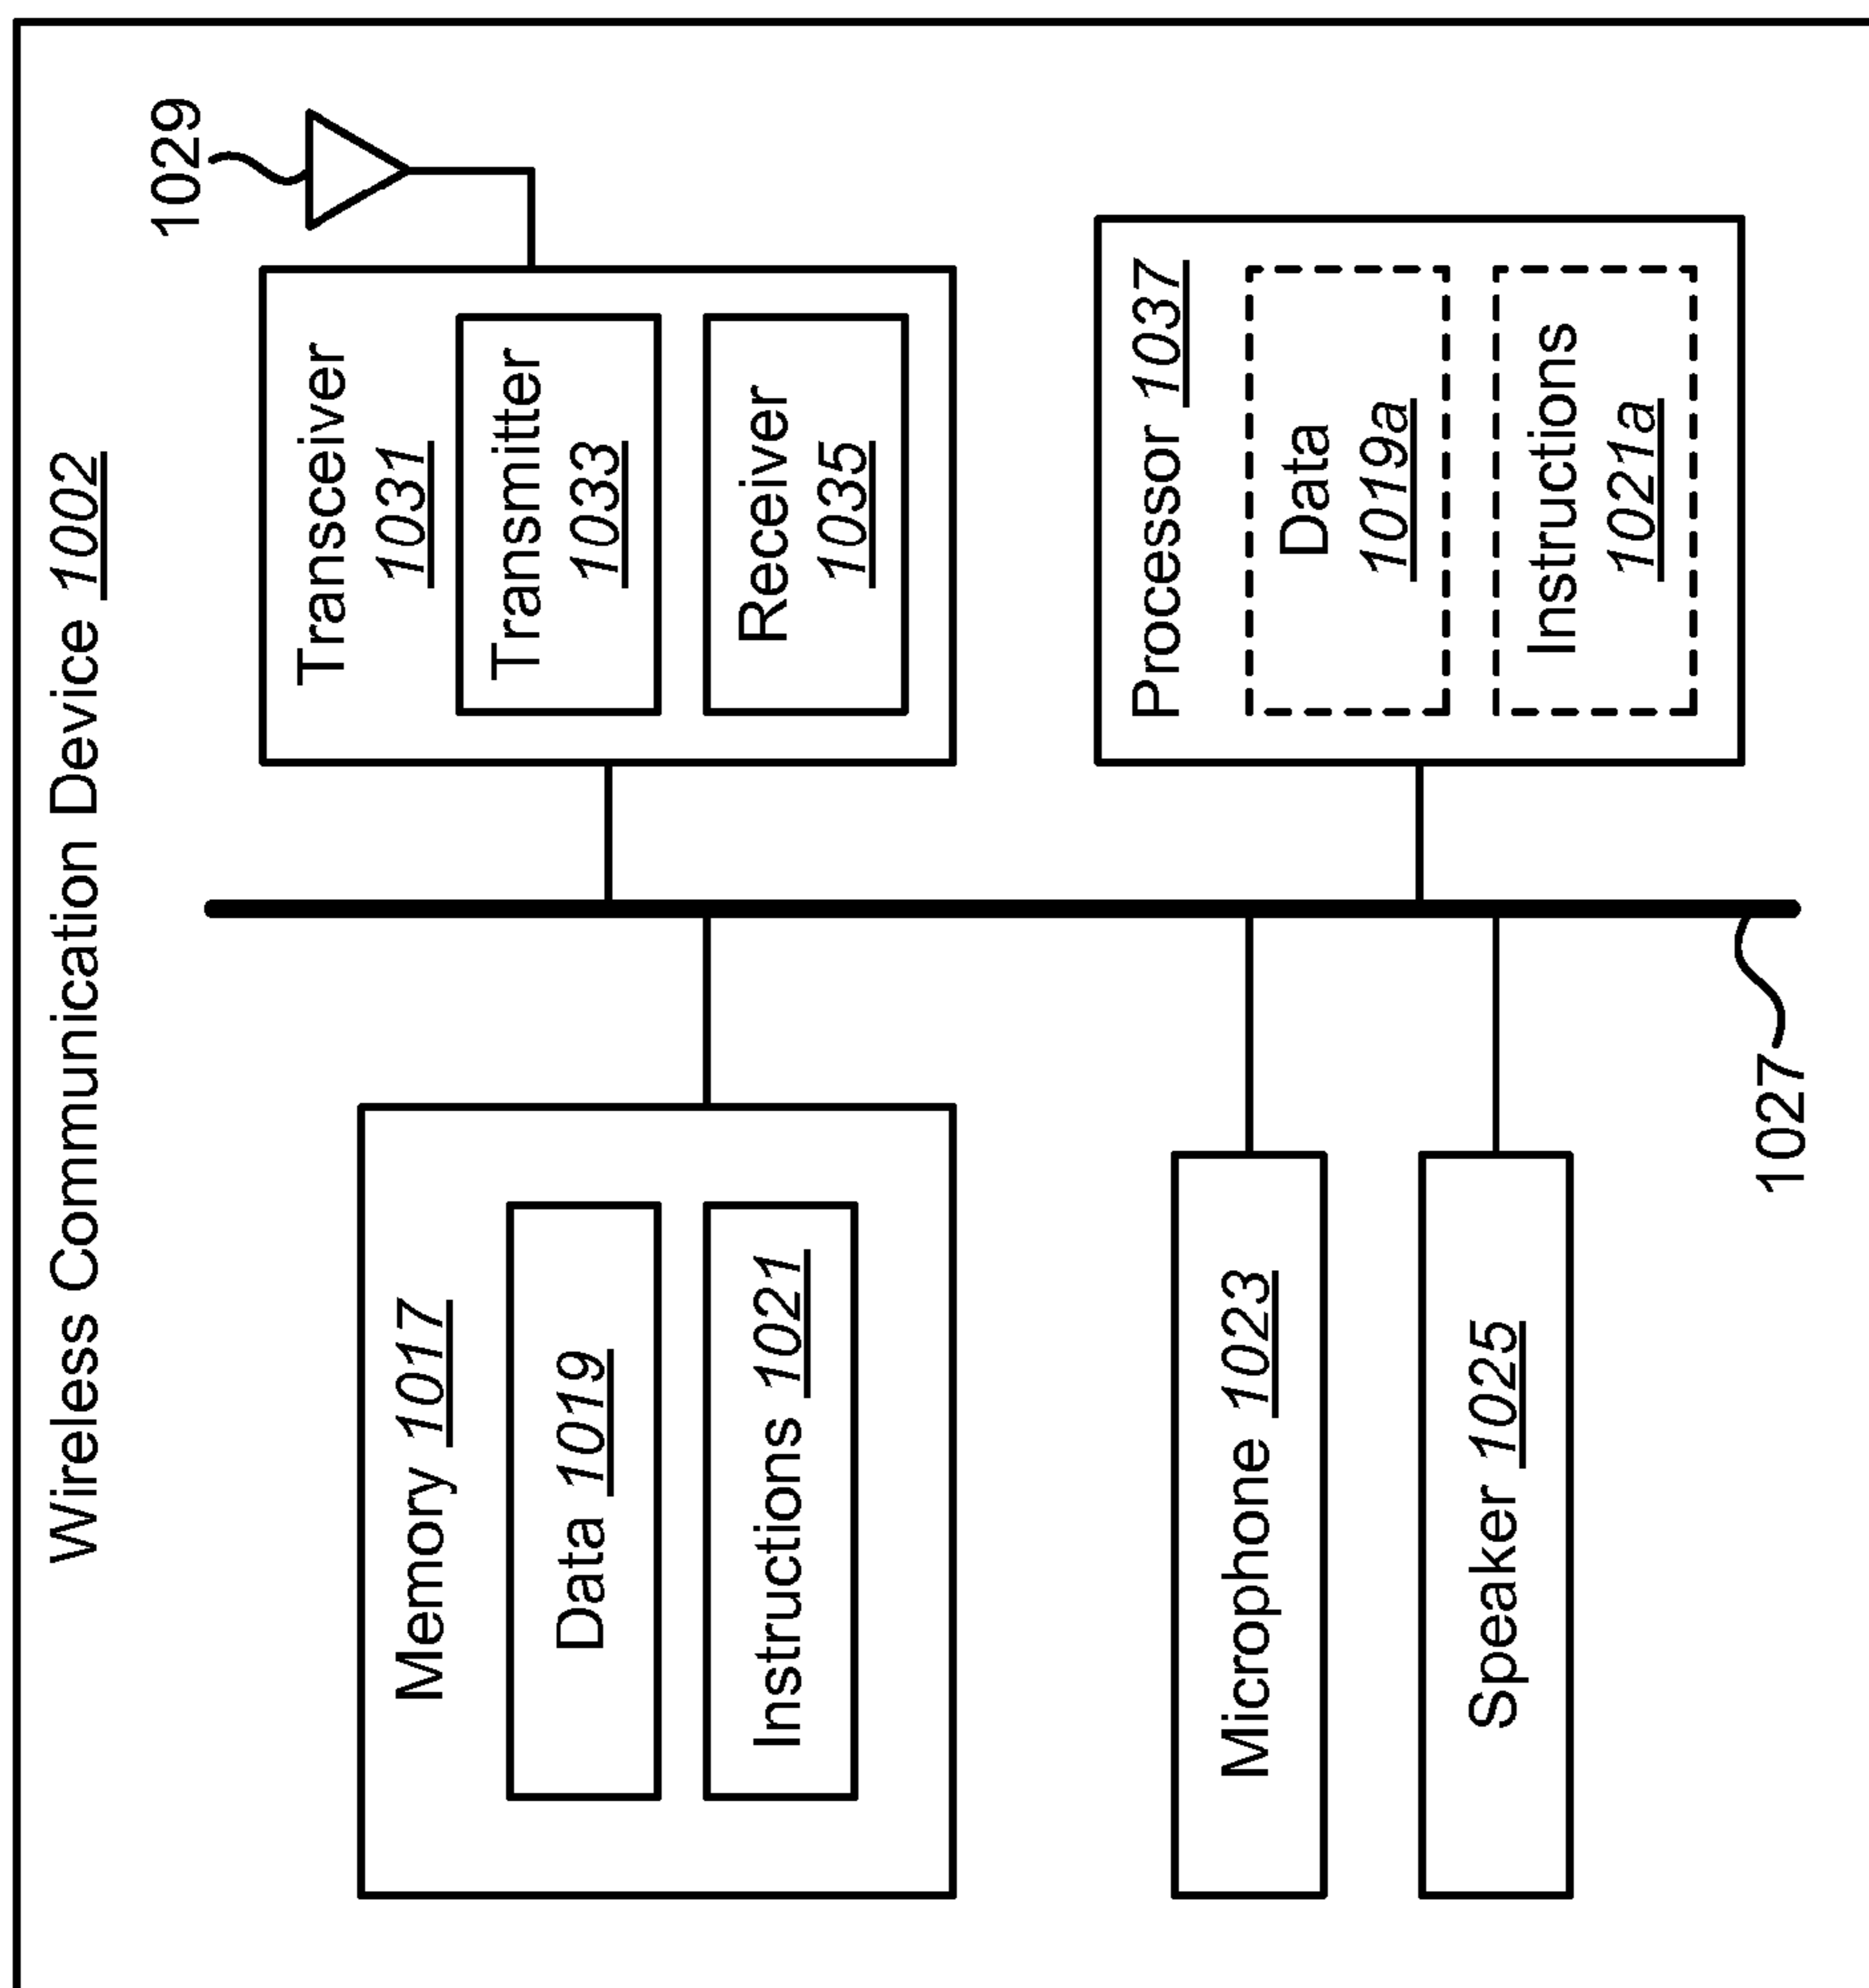 Wireless Communication Device 1002
1029
Memory 1017
Data 1019
Instructions 1021
Transceiver
1031
Transmitter
1033
Receiver
1035
Microphone 1023
Speaker 1025
Processor 1037
Data
1019a
Instructions
1021a
1027